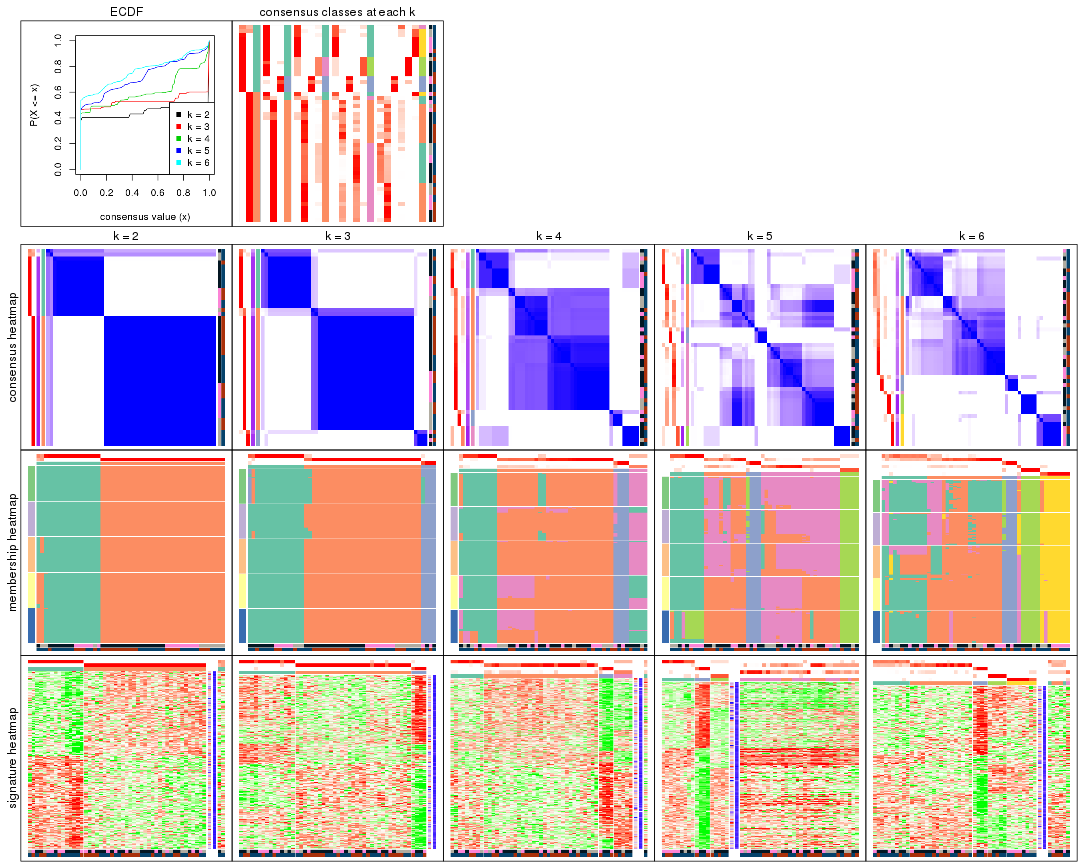 ECDF
consensus classes at each k
P(X <= x)
0.0
0.2
0.4
0.6
0.8
1.0
k = 2
k = 3
k = 4
k = 5
k = 6
0.0 0.2 0.4 0.6 0.8 1.0
consensus value (x)
k = 2
k = 3
k = 4
k = 5
k = 6
consensus heatmap
membership heatmap
signature heatmap